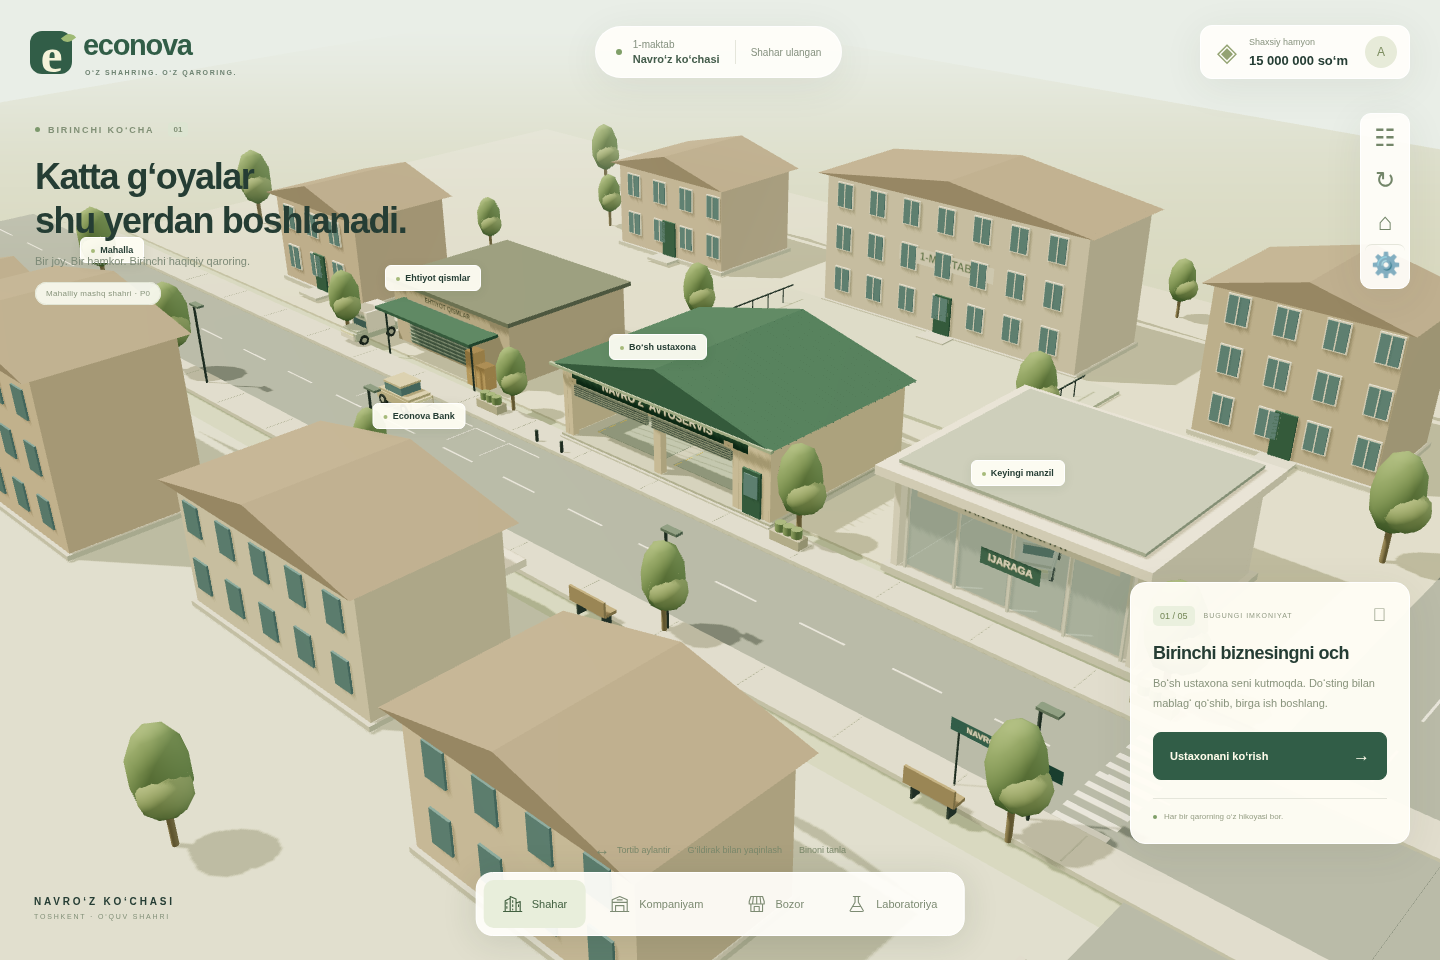 econova
O‘Z SHAHRING. O‘Z QARORING.
1-maktab
Navro‘z ko‘chasi
Shahar ulangan
Shaxsiy hamyon
15 000 000 so‘m
A
BIRINCHI KO‘CHA 01
Katta g‘oyalar
shu yerdan boshlanadi.
Mahalla
Bir joy. Bir hamkor. Birinchi haqiqiy qaroring.
Mahalliy mashq shahri · P0
Ehtiyot qismlar
EHTIYOT QISMLAR
Bo‘sh ustaxona
NAVRO‘Z AVTOSERVIS
Econova Bank
Keyingi manzil
IJARAGA
01 / 05
BUGUNGI IMKONIYAT
Birinchi biznesingni och
Bo‘sh ustaxona seni kutmoqda. Do‘sting bilan
mablag‘ qo‘shib, birga ish boshlang.
Ustaxonani ko‘rish →
Har bir qarorning o‘z hikoyasi bor.
Tortib aylantir
G‘ildirak bilan yaqinlash
Binoni tanla
Shahar
Kompaniyam
Bozor
Laboratoriya
NAVRO‘Z KO‘CHASI
TOSHKENT · O‘QUV SHAHRI